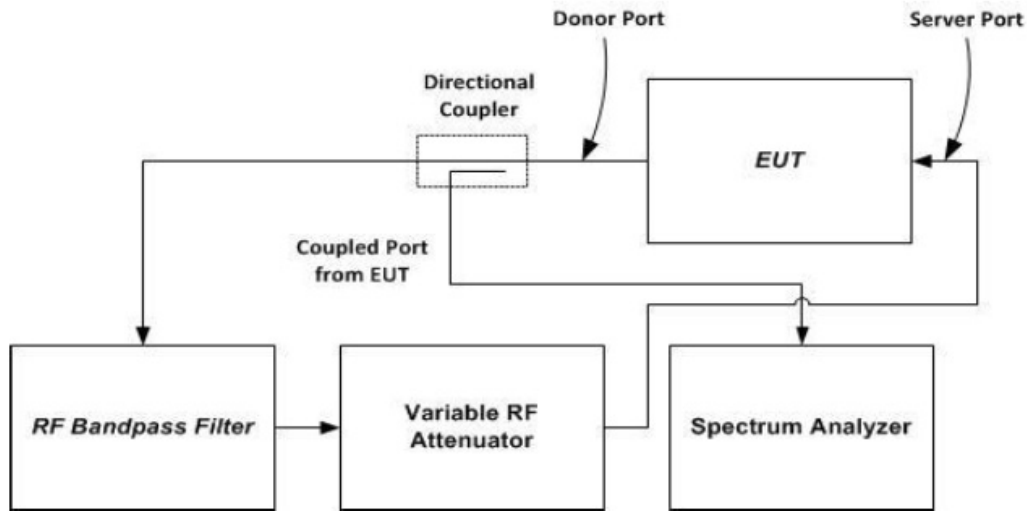 Donor Port
Server Port
Directional
Coupler
EUT
Coupled Port
from EUT
RF Bandpass Filter
Variable RF
Attenuator
Spectrum Analyzer